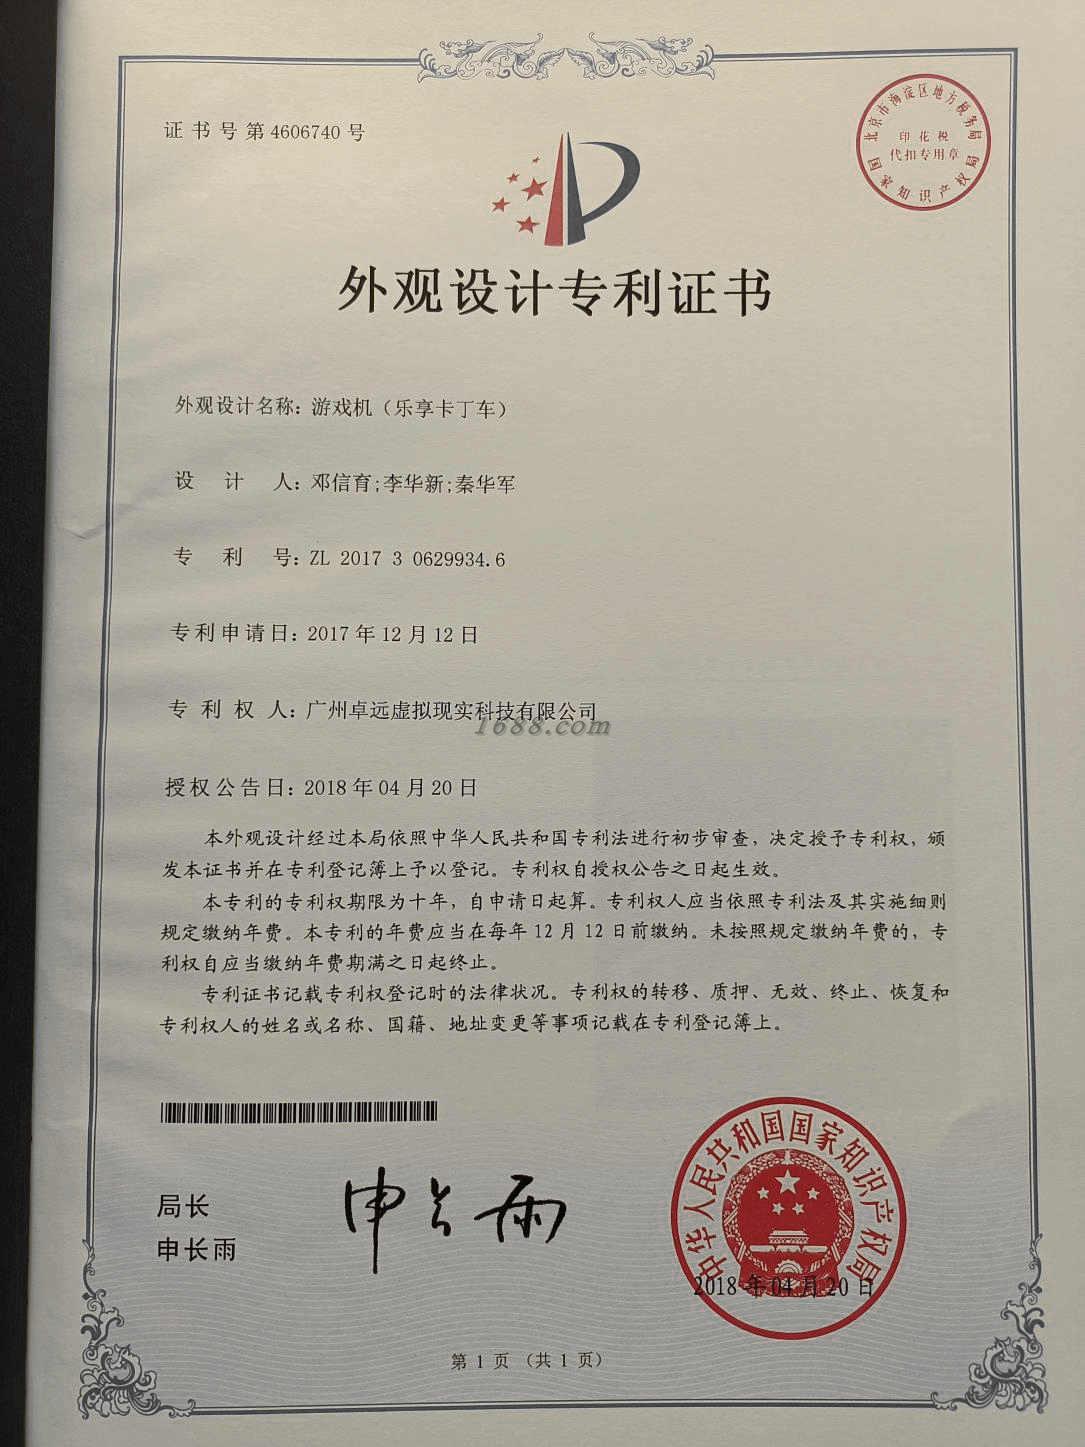 证书号第4606740号
北京市海淀区地方税务局
印花税
代扣专用章
国家知识产权局
外观设计专利证书
外观设计名称：游戏机（乐享卡丁车）
设计人：邓信育;李华新;秦华军
专利号：ZL 2017 3 0629934.6
专利申请日：2017年12月12日
专利权人：广州卓远虚拟现实科技有限公司
1688.com
授权公告日：2018年04月20日
本外观设计经过本局依照中华人民共和国专利法进行初步审查，决定授予专利权，颁
发本证书并在专利登记簿上予以登记。专利权自授权公告之日起生效。
本专利的专利权期限为十年，自申请日起算。专利权人应当依照专利法及其实施细则
规定缴纳年费。本专利的年费应当在每年12月12日前缴纳。未按照规定缴纳年费的，专
利权自应当缴纳年费期满之日起终止。
专利证书记载专利权登记时的法律状况。专利权的转移、质押、无效、终止、恢复和
专利权人的姓名或名称、国籍、地址变更等事项记载在专利登记簿上。
局长
申长雨
申长雨
中华人民共和国国家知识产权局
2018年04月20日
第1页（共1页）